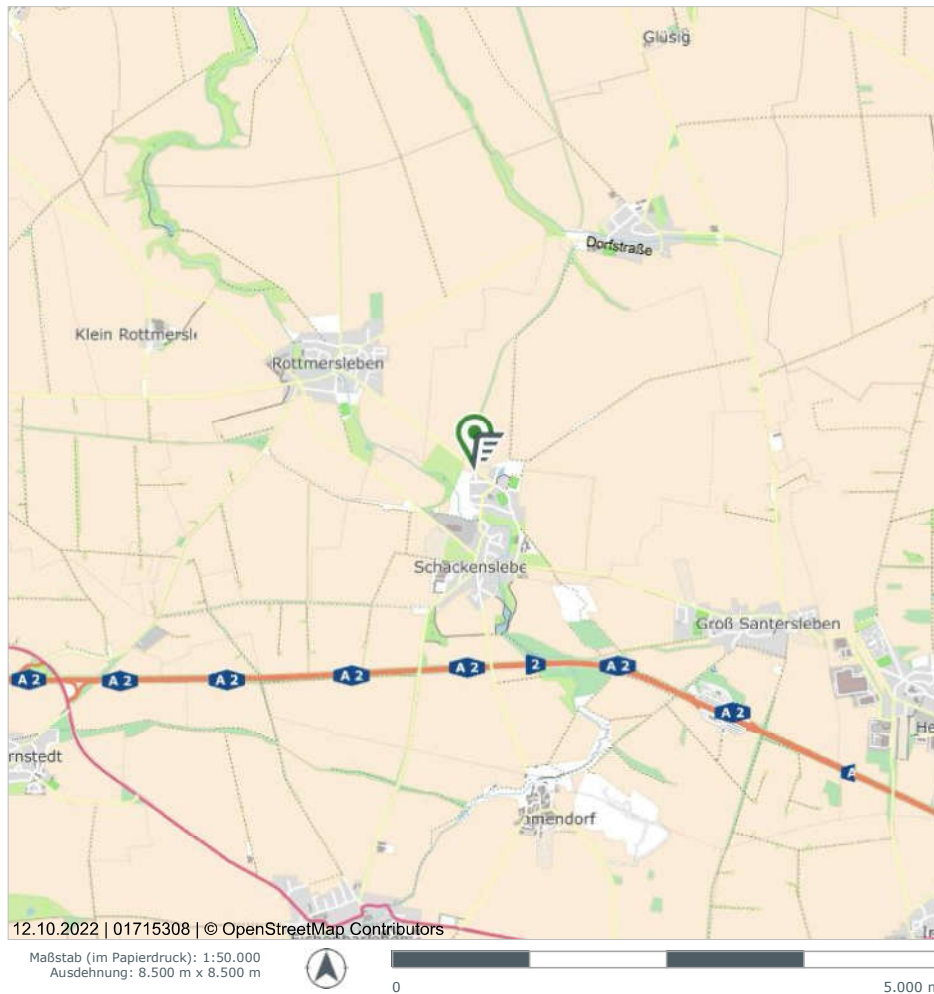 Glüsig
Dorfstraße
Klein Rottmersl
Rottmersleben
Schackenslebe
Groß Santersleben
A 2
A 2
A 2
A 2
A 2
2
A 2
A 2
He
rnstedt
A
mendorf
12.10.2022 | 01715308 | © OpenStreetMap Contributors
Maßstab (im Papierdruck): 1:50.000
Ausdehnung: 8.500 m x 8.500 m
0
5.000 m